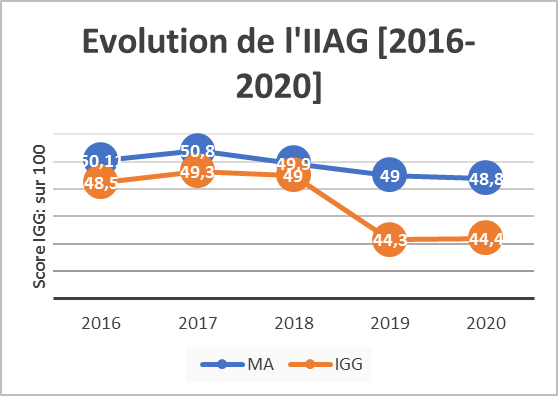 Evolution de l'IIAG [2016-
2020]
Score IGG: sur 100
50,11 50,8 49,9 49 48,8
48,5 49,3 49 44,3 44,4
2016 2017 2018 2019 2020
MA IGG